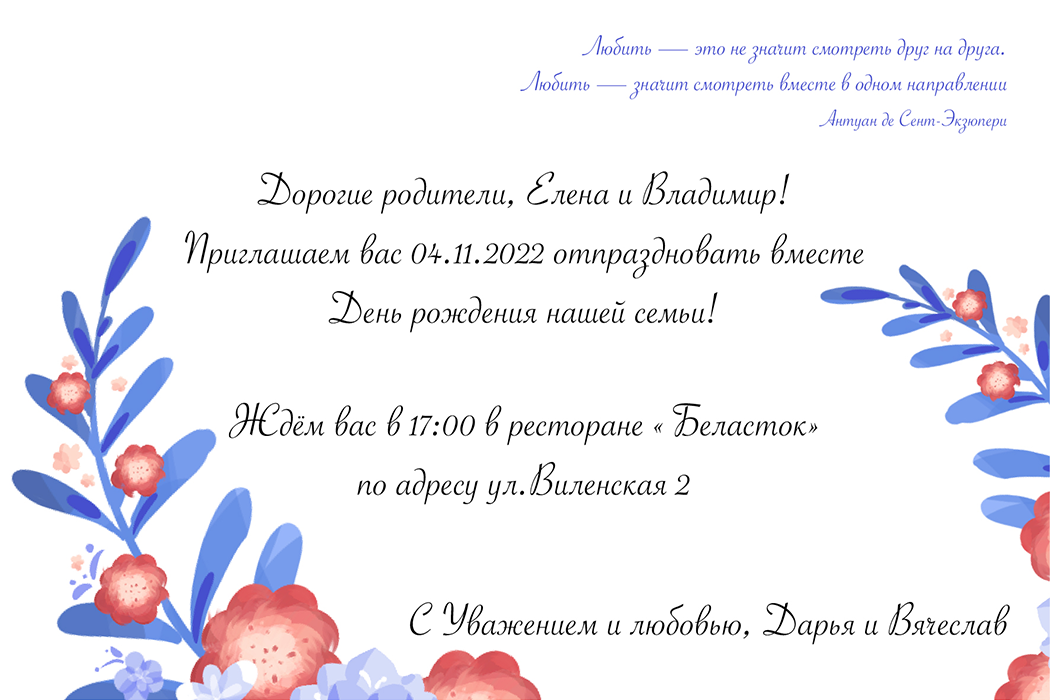 Любить — это не значит смотреть друг на друга.
Любить — значит смотреть вместе в одном направлении
Антуан де Сент-Экзюпери
Дорогие родители, Елена и Владимир!
Приглашаем вас 04.11.2022 отпраздновать вместе
День рождения нашей семьи!
Ждём вас в 17:00 в ресторане « Беласток»
по адресу ул.Виленская 2
С Уважением и любовью, Дарья и Вячеслав